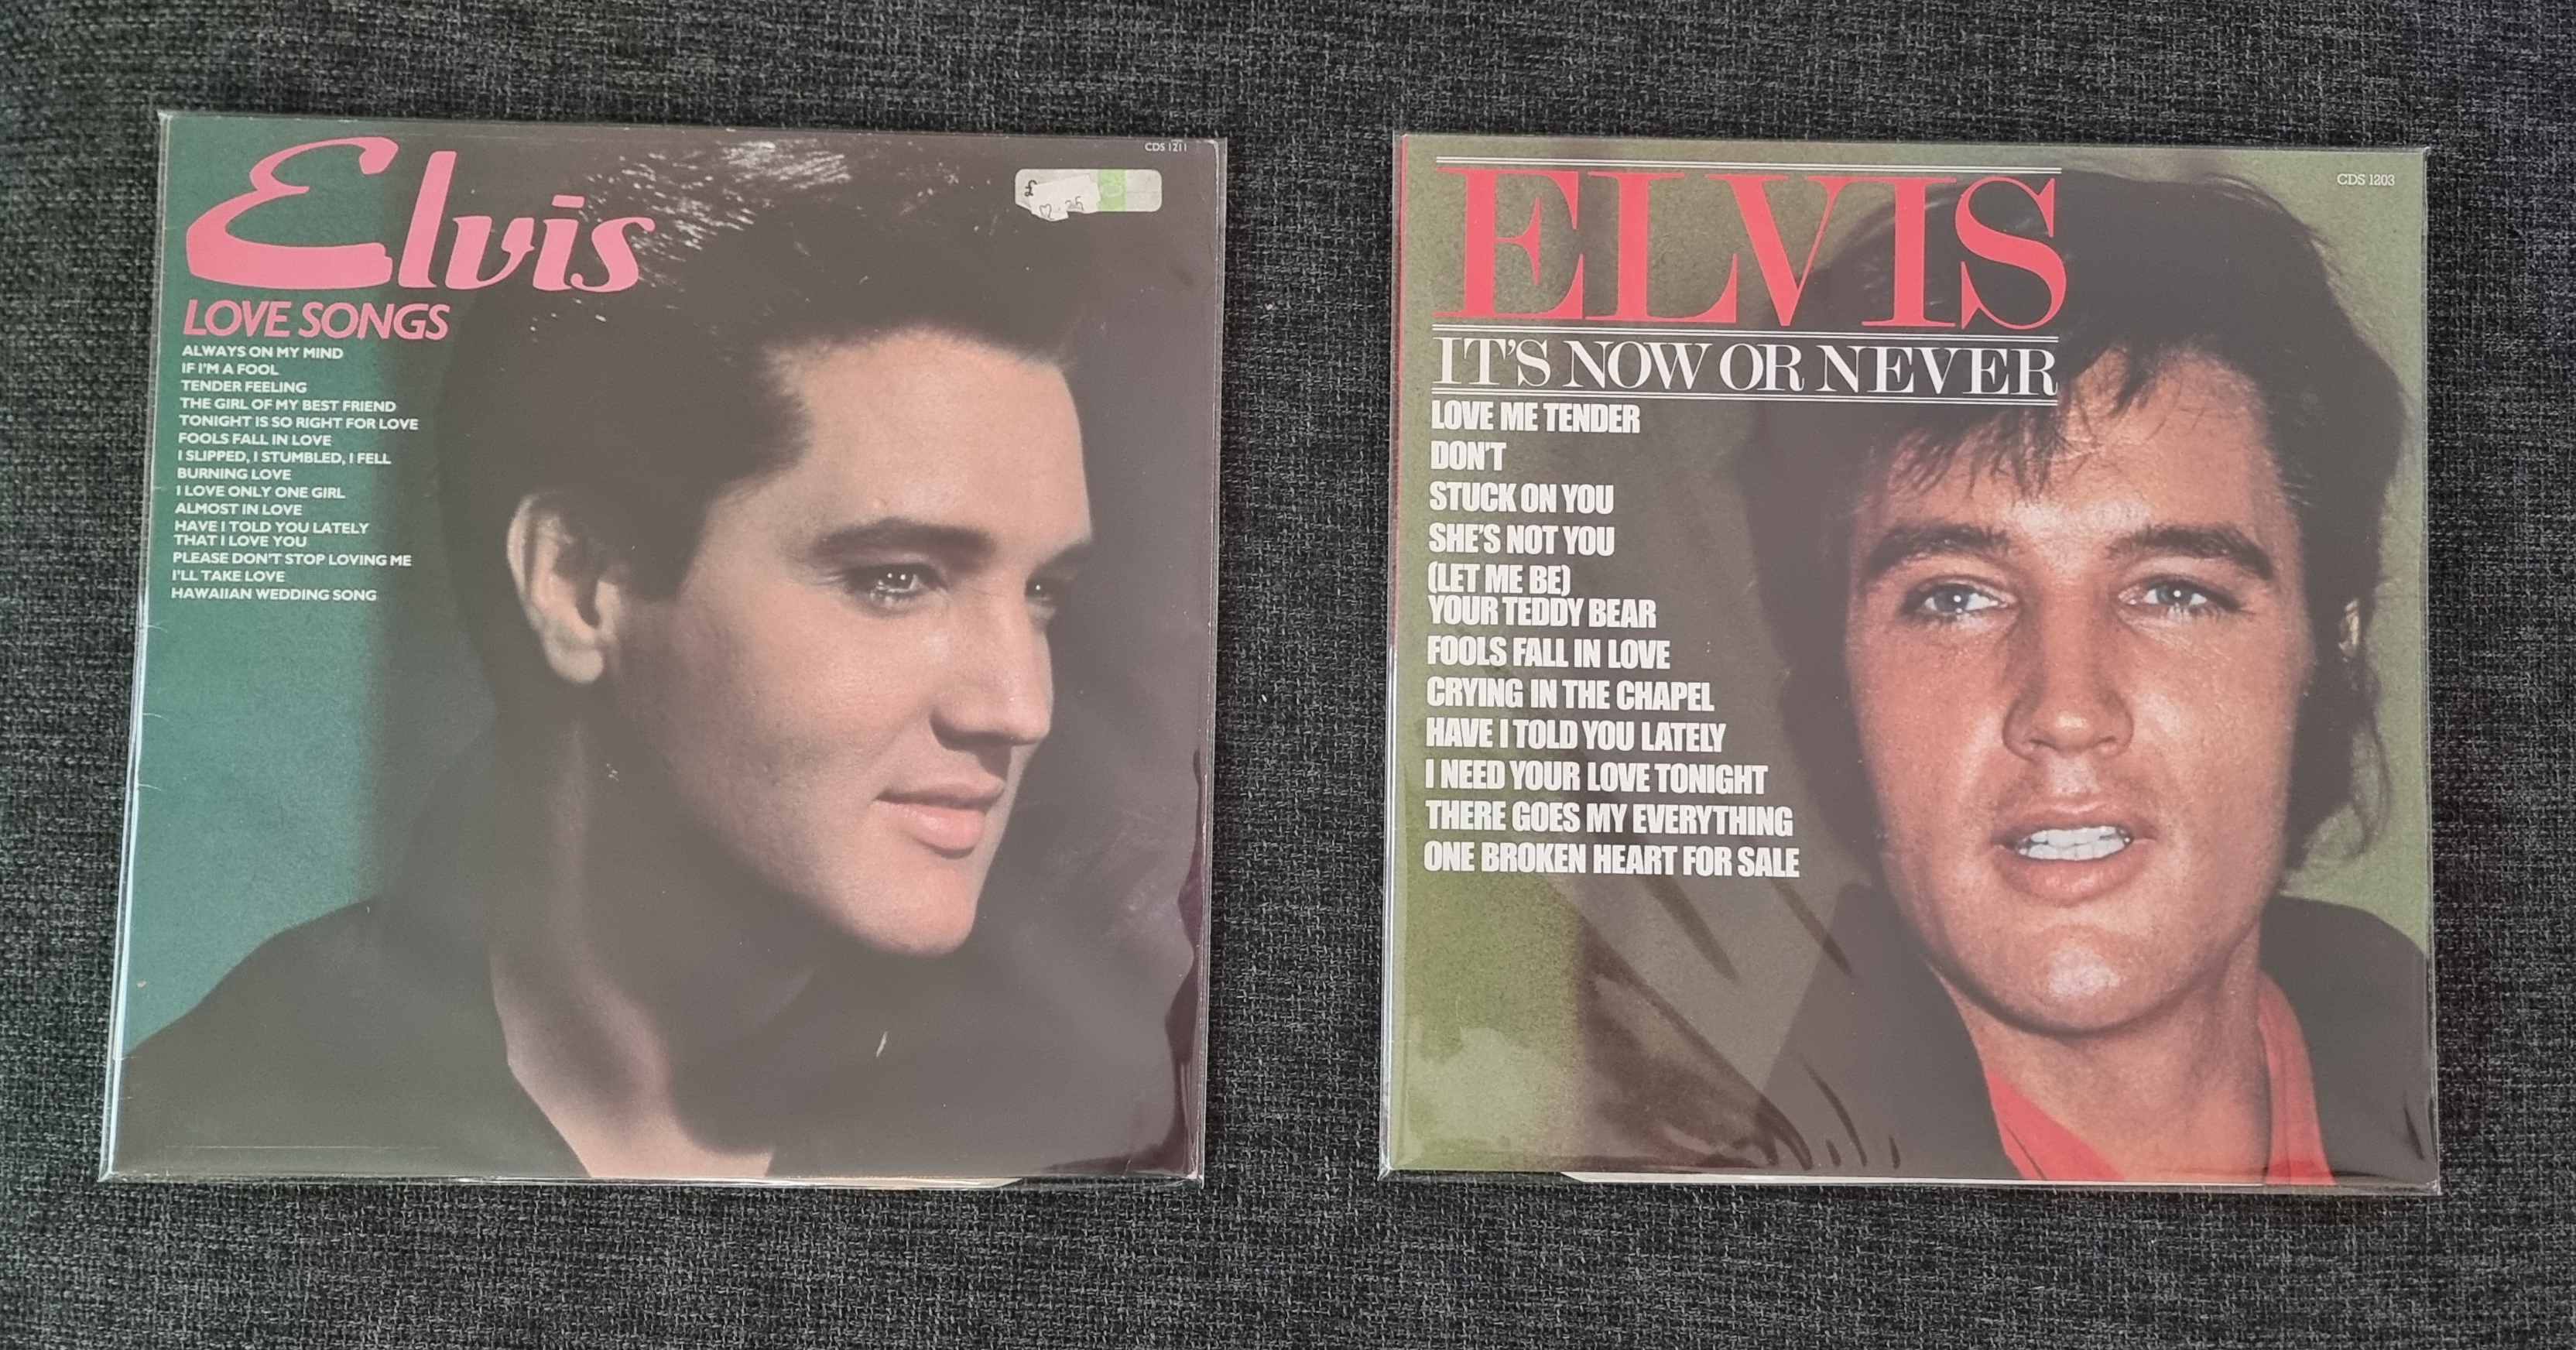 Elvis
LOVE SONGS
ALWAYS ON MY MIND
IF I'M A FOOL
TENDER FEELING
THE GIRL OF MY BEST FRIEND
TONIGHT IS SO RIGHT FOR LOVE
FOOLS FALL IN LOVE
I SLIPPED, I STUMBLED, I FELL
BURNING LOVE
I LOVE ONLY ONE GIRL
ALMOST IN LOVE
HAVE I TOLD YOU LATELY
THAT I LOVE YOU
PLEASE DON'T STOP LOVING ME
I'LL TAKE LOVE
HAWAIIAN WEDDING SONG
CDS 1211
£
ELVIS
IT'S NOW OR NEVER
LOVE ME TENDER
DON'T
STUCK ON YOU
SHE'S NOT YOU
(LET ME BE)
YOUR TEDDY BEAR
FOOLS FALL IN LOVE
CRYING IN THE CHAPEL
HAVE I TOLD YOU LATELY
I NEED YOUR LOVE TONIGHT
THERE GOES MY EVERYTHING
ONE BROKEN HEART FOR SALE
CDS 1203